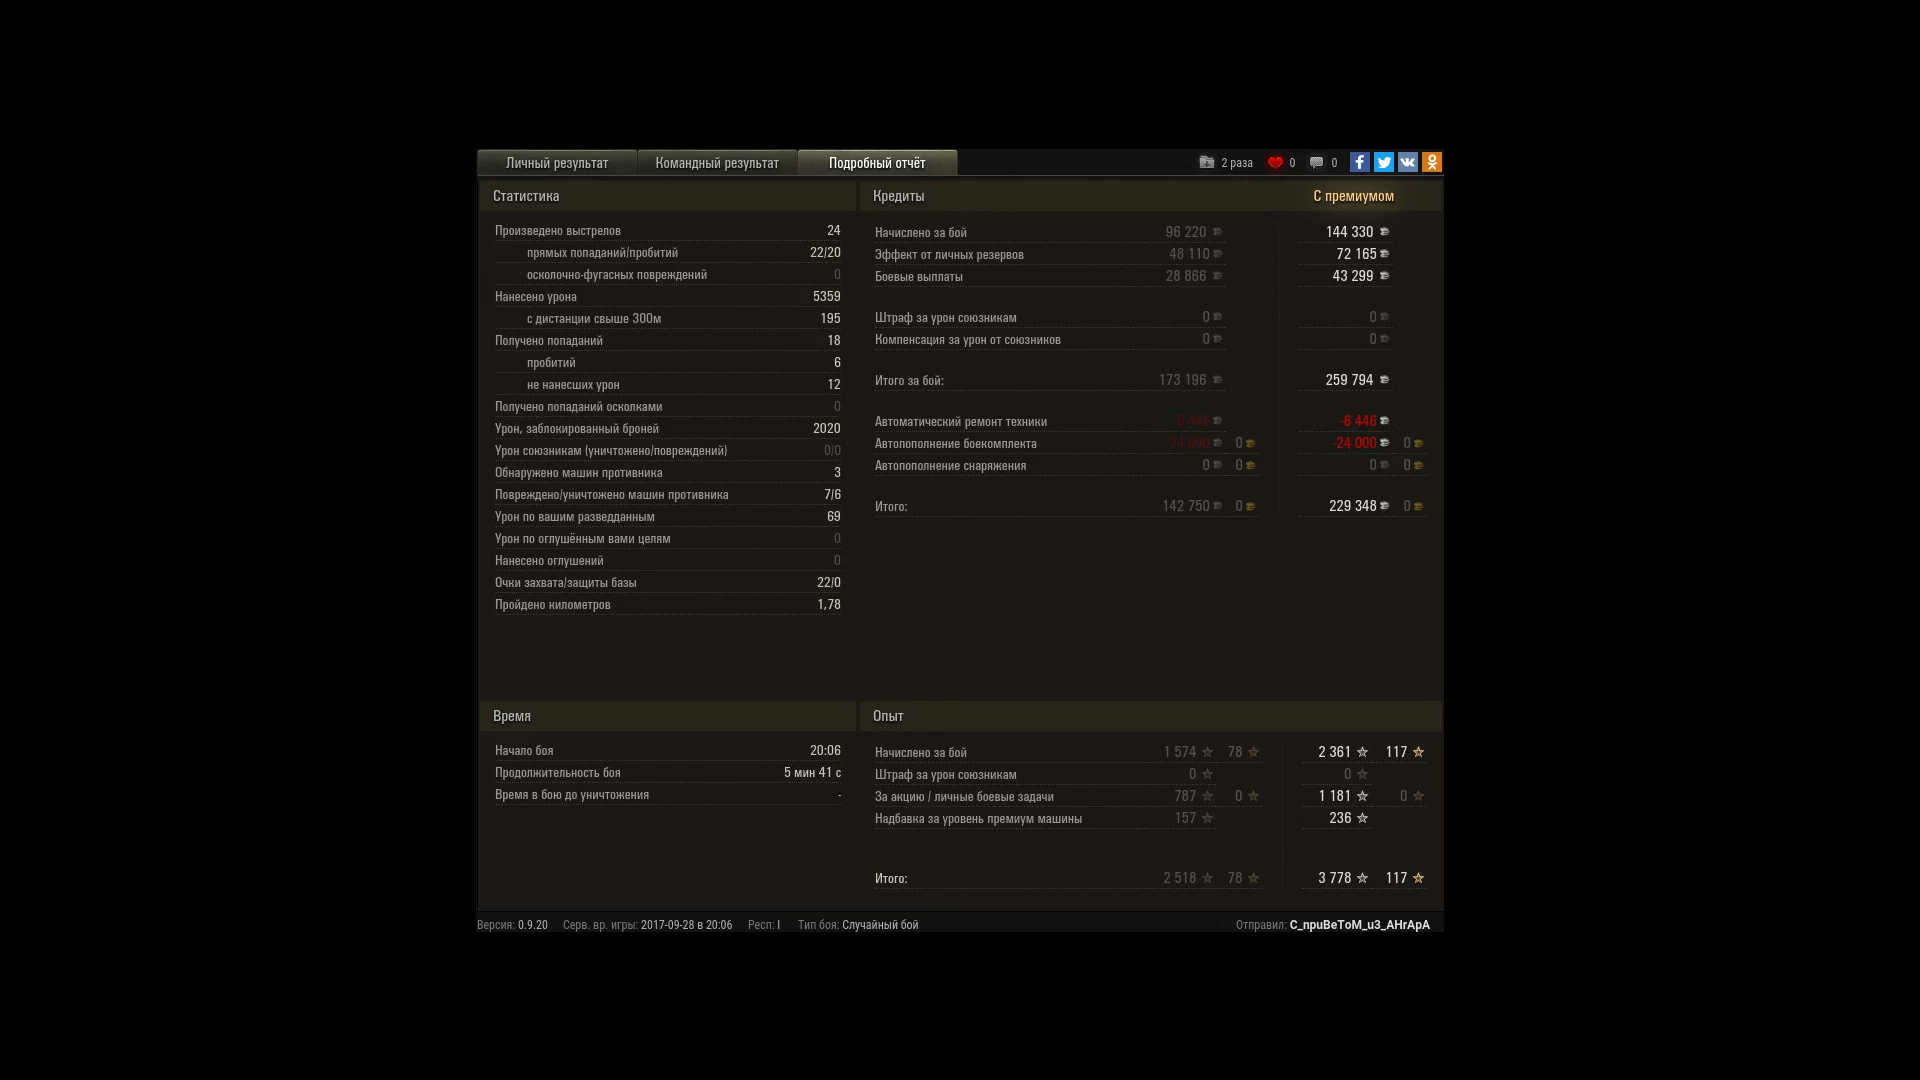 Личный результат Командный результат Подробный отчёт 2 раза 0 0
Статистика
Произведено выстрелов 24
прямых попаданий/пробитий 22/20
осколочно-фугасных повреждений 0
Нанесено урона 5359
с дистанции свыше 300м 195
Получено попаданий 18
пробитий 6
не нанесших урон 12
Получено попаданий осколками 0
Урон, заблокированный броней 2020
Урон союзникам (уничтожено/повреждений) 0/0
Обнаружено машин противника 3
Повреждено/уничтожено машин противника 7/6
Урон по вашим разведданным 69
Урон по оглушённым вами целям 0
Нанесено оглушений 0
Очки захвата/защиты базы 22/0
Пройдено километров 1,78
Кредиты С премиумом
Начислено за бой 96 220 144 330
Эффект от личных резервов 48 110 72 165
Боевые выплаты 28 866 43 299
Штраф за урон союзникам 0 0
Компенсация за урон от союзников 0 0
Итого за бой: 173 196 259 794
Автоматический ремонт техники -6 446
Автопополнение боекомплекта -24 000 0 -24 000 0
Автопополнение снаряжения 0 0 0 0
Итого: 142 750 0 229 348 0
Время
Начало боя 20:06
Продолжительность боя 5 мин 41 с
Время в бою до уничтожения -
Опыт
Начислено за бой 1 574 78 2 361 117
Штраф за урон союзникам 0 0
За акцию / личные боевые задачи 787 0 1 181 0
Надбавка за уровень премиум машины 157 236
Итого: 2 518 78 3 778 117
Версия: 0.9.20 Серв. вр. игры: 2017-09-28 в 20:06 Респ: I Тип боя: Случайный бой Отправил: C_npuBeToM_u3_AHrApA